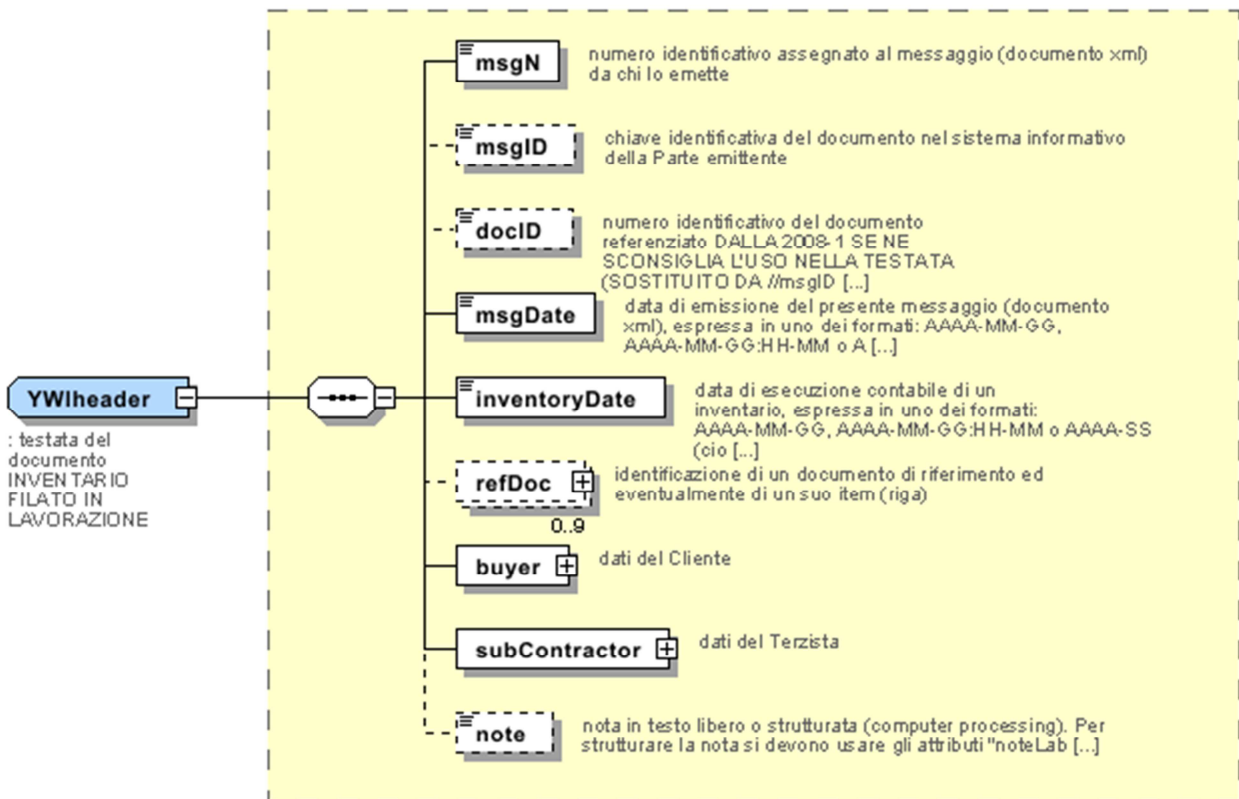 msgN
numero identificativo assegnato al messaggio (documento xml)
da chi lo emette
msgID
chiave identificativa del documento nel sistema informativo
della Parte emittente
docID
numero identificativo del documento
referenziato DALLA 2008-1 SE NE
SCONSIGLIA L'USO NELLA TESTATA
(SOSTITUITO DA //msgID [...]
msgDate
data di emissione del presente messaggio (documento
xml), espressa in uno dei formati: AAAA-MM-GG,
AAAA-MM-GG:HH-MM o A [...]
YWIheader
: testata del
documento
INVENTARIO
FILATO IN
LAVORAZIONE
inventoryDate
data di esecuzione contabile di un
inventario, espressa in uno dei formati:
AAAA-MM-GG, AAAA-MM-GG:HH-MM o AAAA-SS
(cio [...]
refDoc
0..9
identificazione di un documento di riferimento ed
eventualmente di un suo item (riga)
buyer
dati del Cliente
subContractor
dati del Terzista
note
nota in testo libero o strutturata (computer processing). Per
strutturare la nota si devono usare gli attributi "noteLab [...]